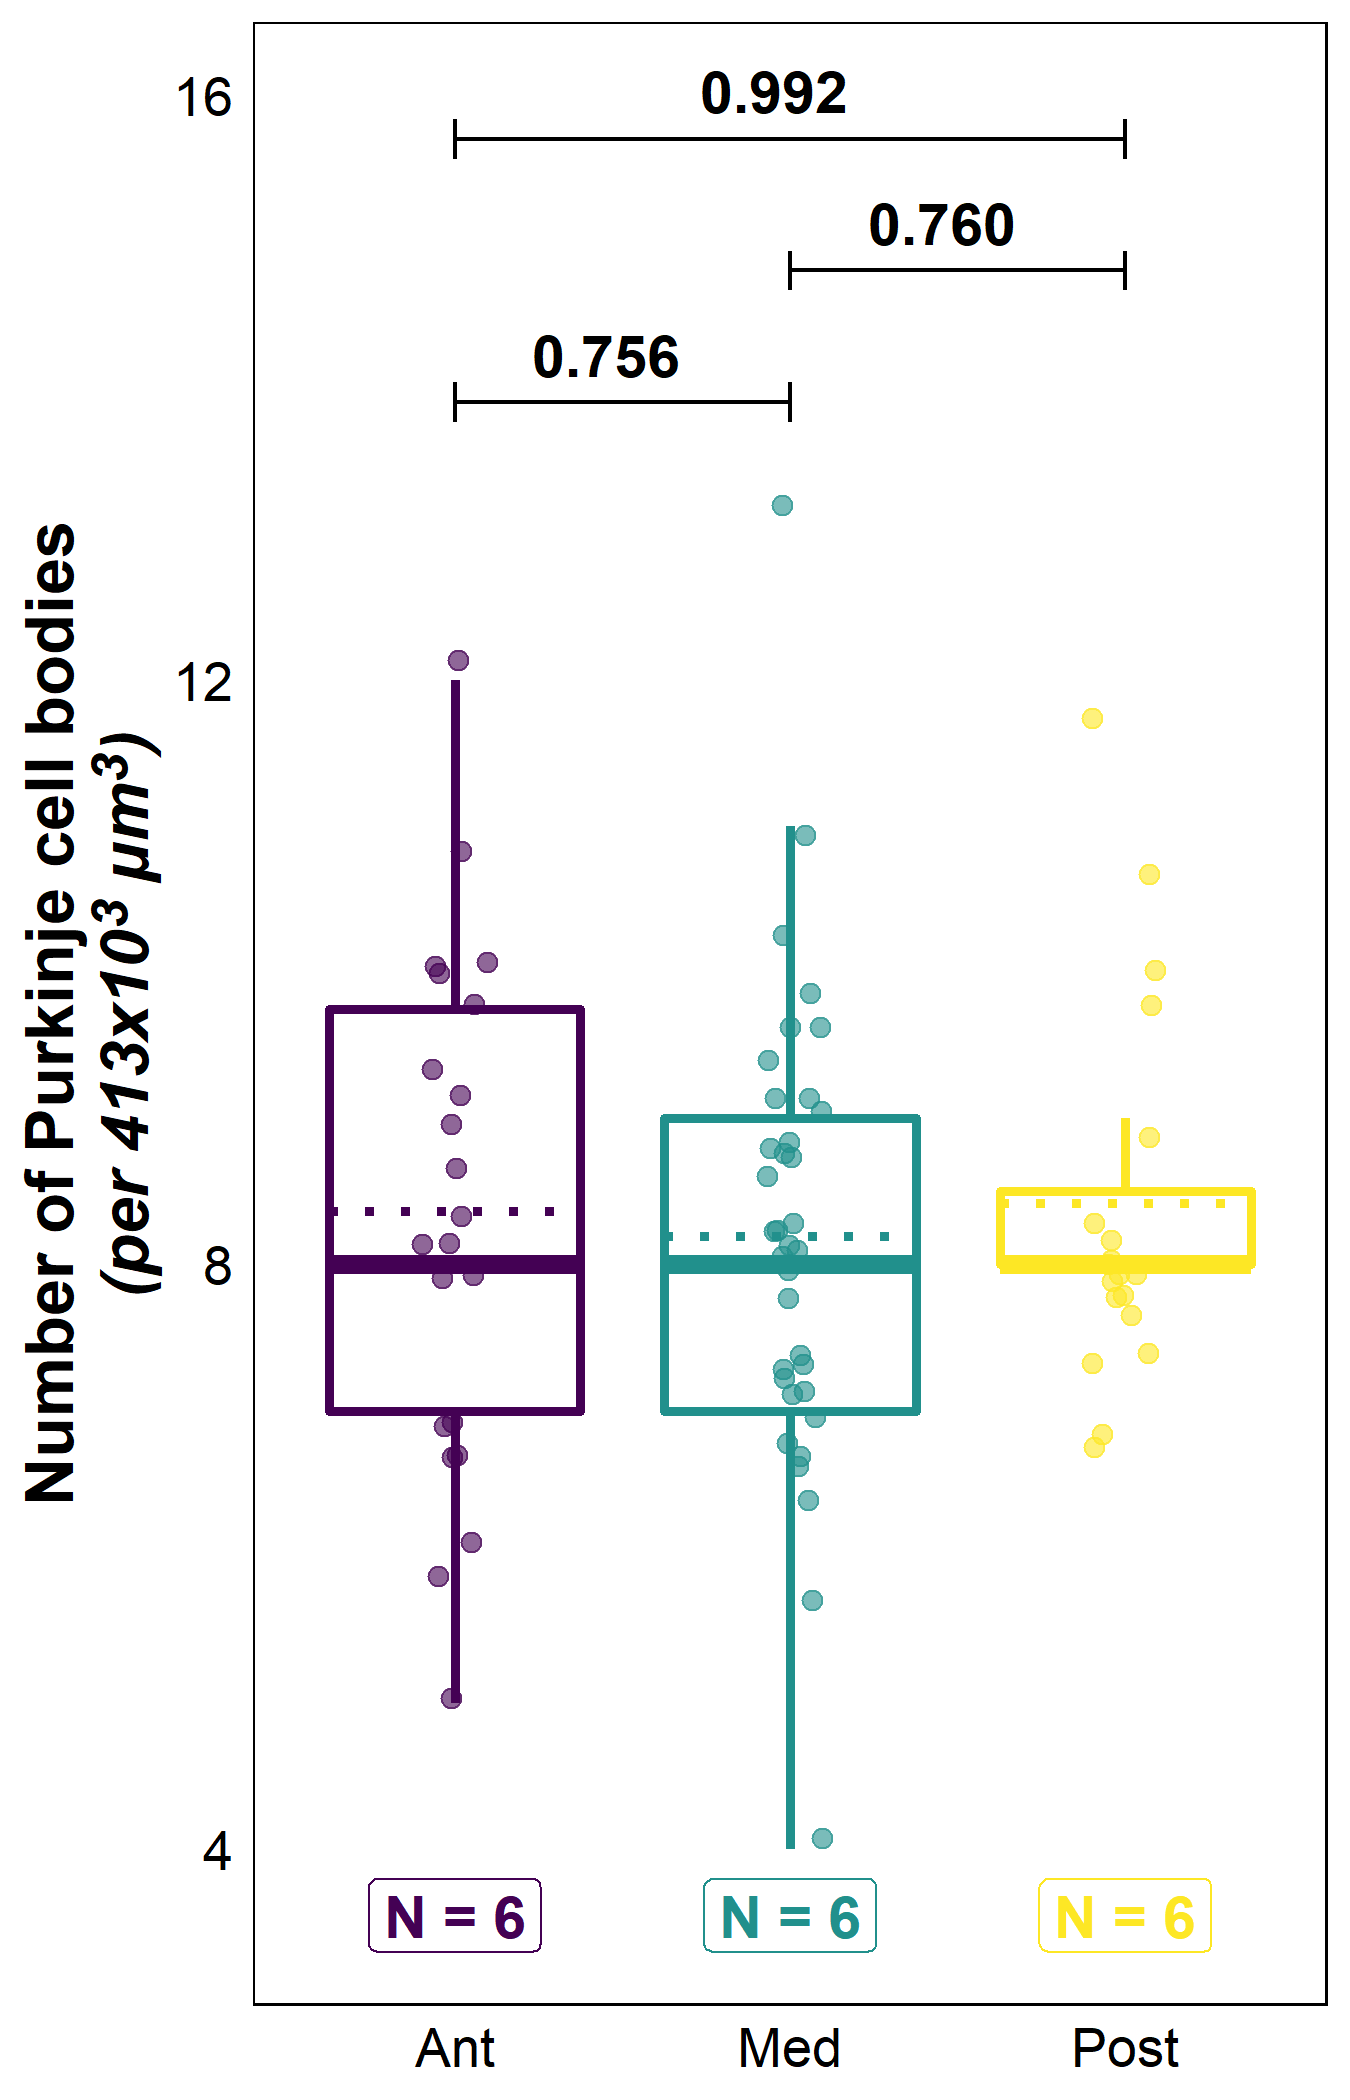 Number of Purkinje cell bodies
(per 413x10³ µm³)
16
12
8
4
0.992
0.760
0.756
N = 6
N = 6
N = 6
Ant
Med
Post